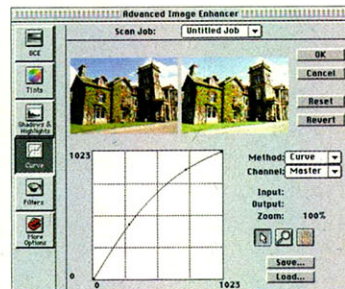 Advanced Image Enhancer
Scan Job: Untitled Job
OK
Cancel
Reset
Revert
BCE
Tints
Shadows & Highlights
Curve
Filters
More Options
1023
0
0
1023
Method: Curve
Channel: Master
Input:
Output:
Zoom: 100%
Save...
Load...